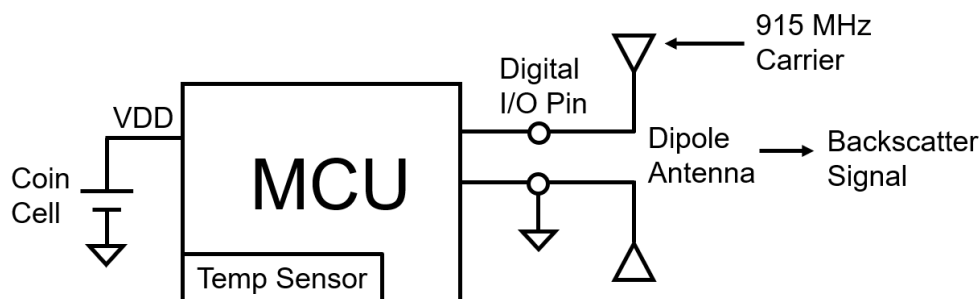 915 MHz
Carrier
Digital
I/O Pin
VDD
Dipole
Antenna
Backscatter
Signal
Coin
Cell
MCU
Temp Sensor